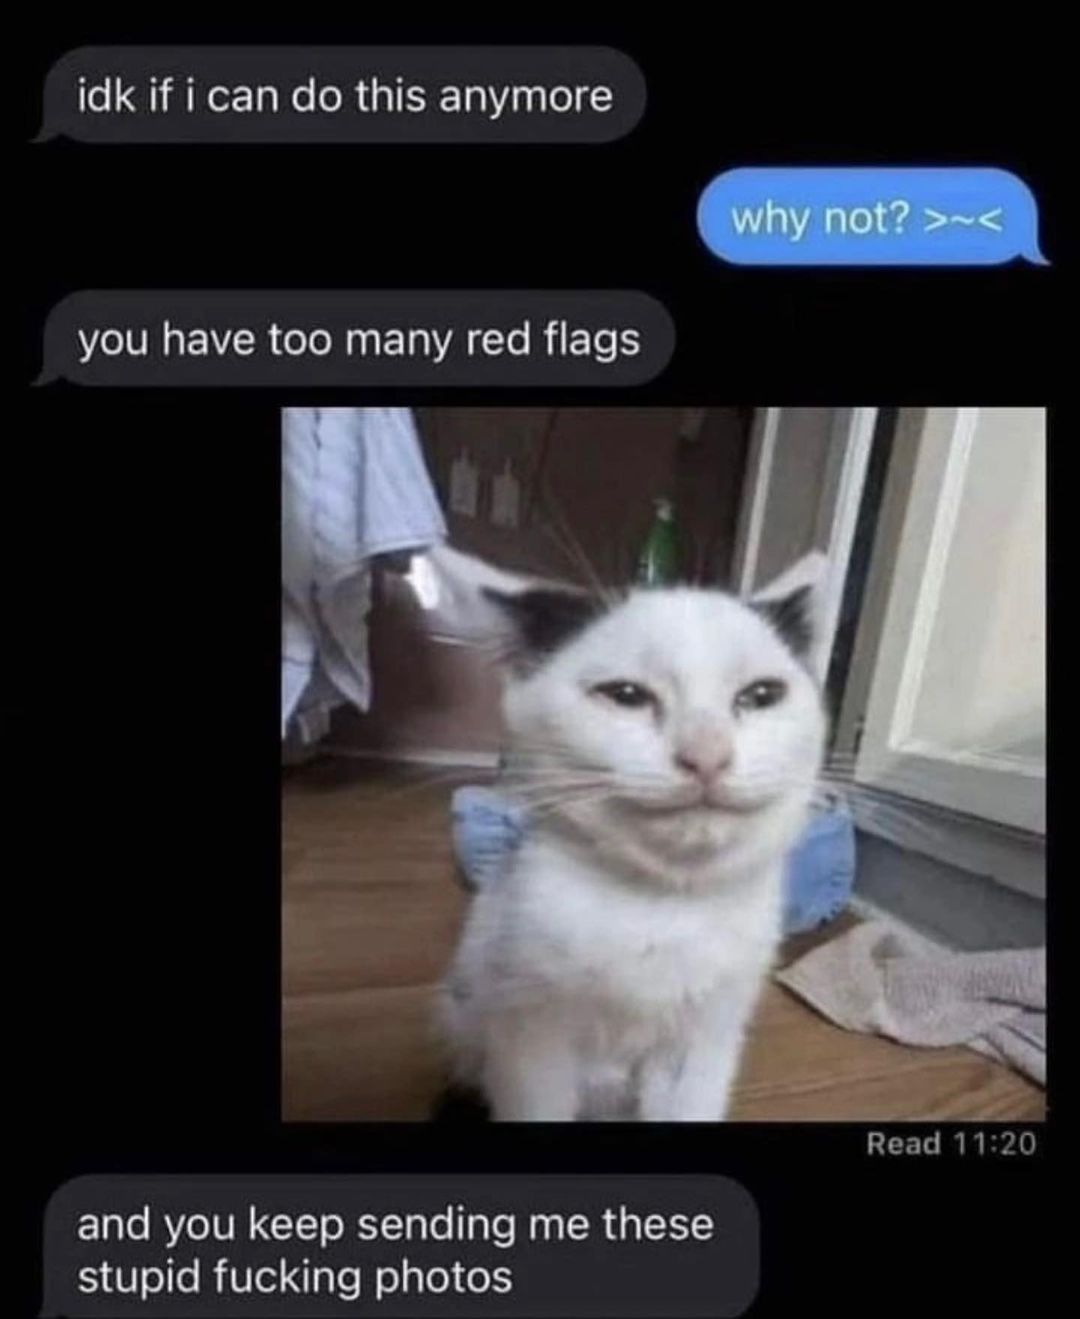 idk if i can do this anymore
why not? >~<
you have too many red flags
Read 11:20
and you keep sending me these
stupid fucking photos